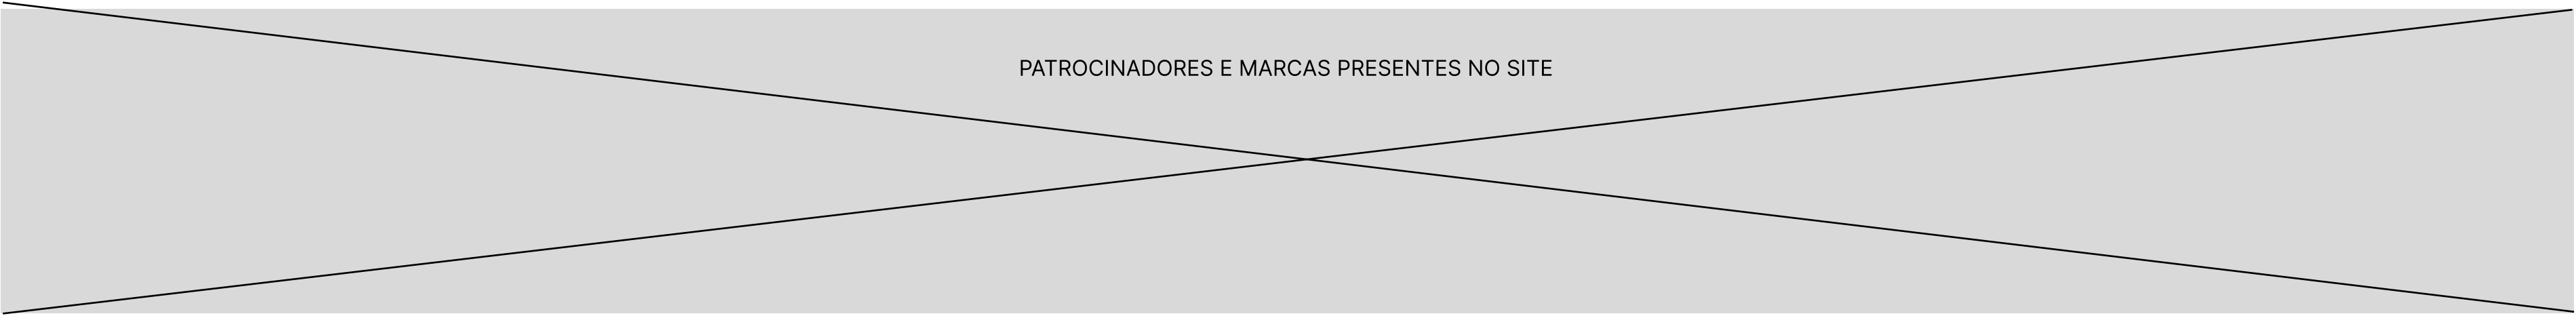 PATROCINADORES E MARCAS PRESENTES NO SITE